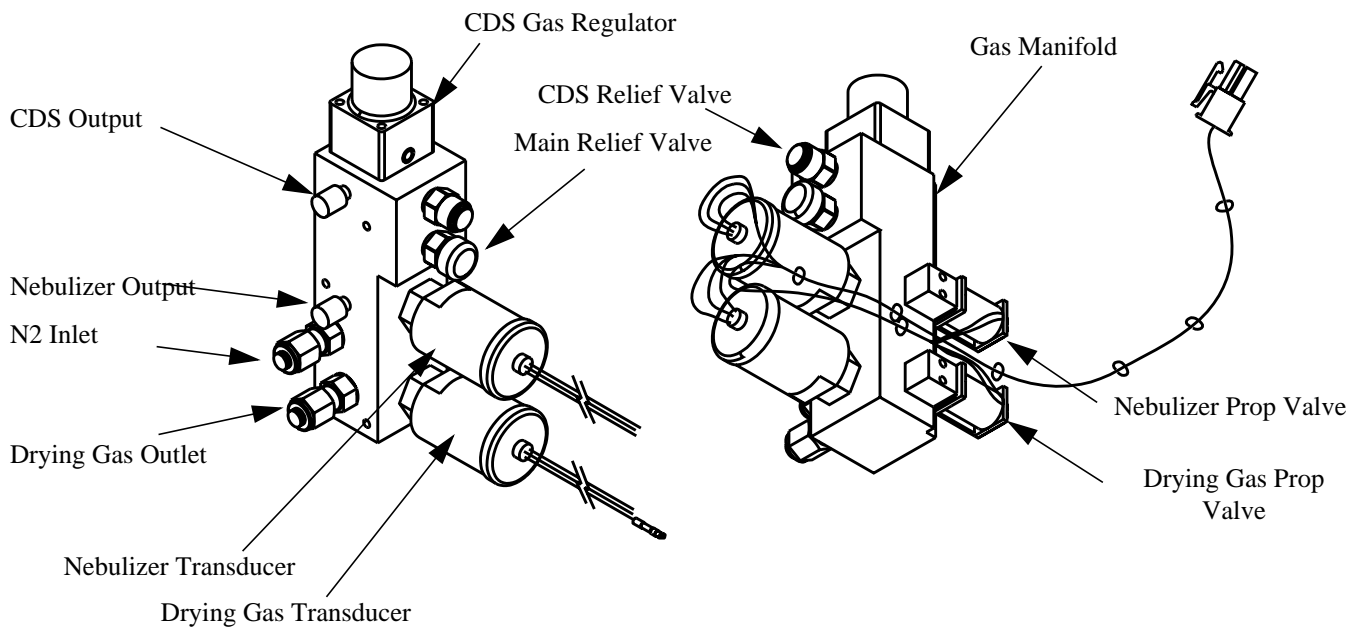 CDS Gas Regulator
Gas Manifold
CDS Relief Valve
CDS Output
Main Relief Valve
Nebulizer Output
N2 Inlet
Nebulizer Prop Valve
Drying Gas Outlet
Drying Gas Prop
Valve
Nebulizer Transducer
Drying Gas Transducer